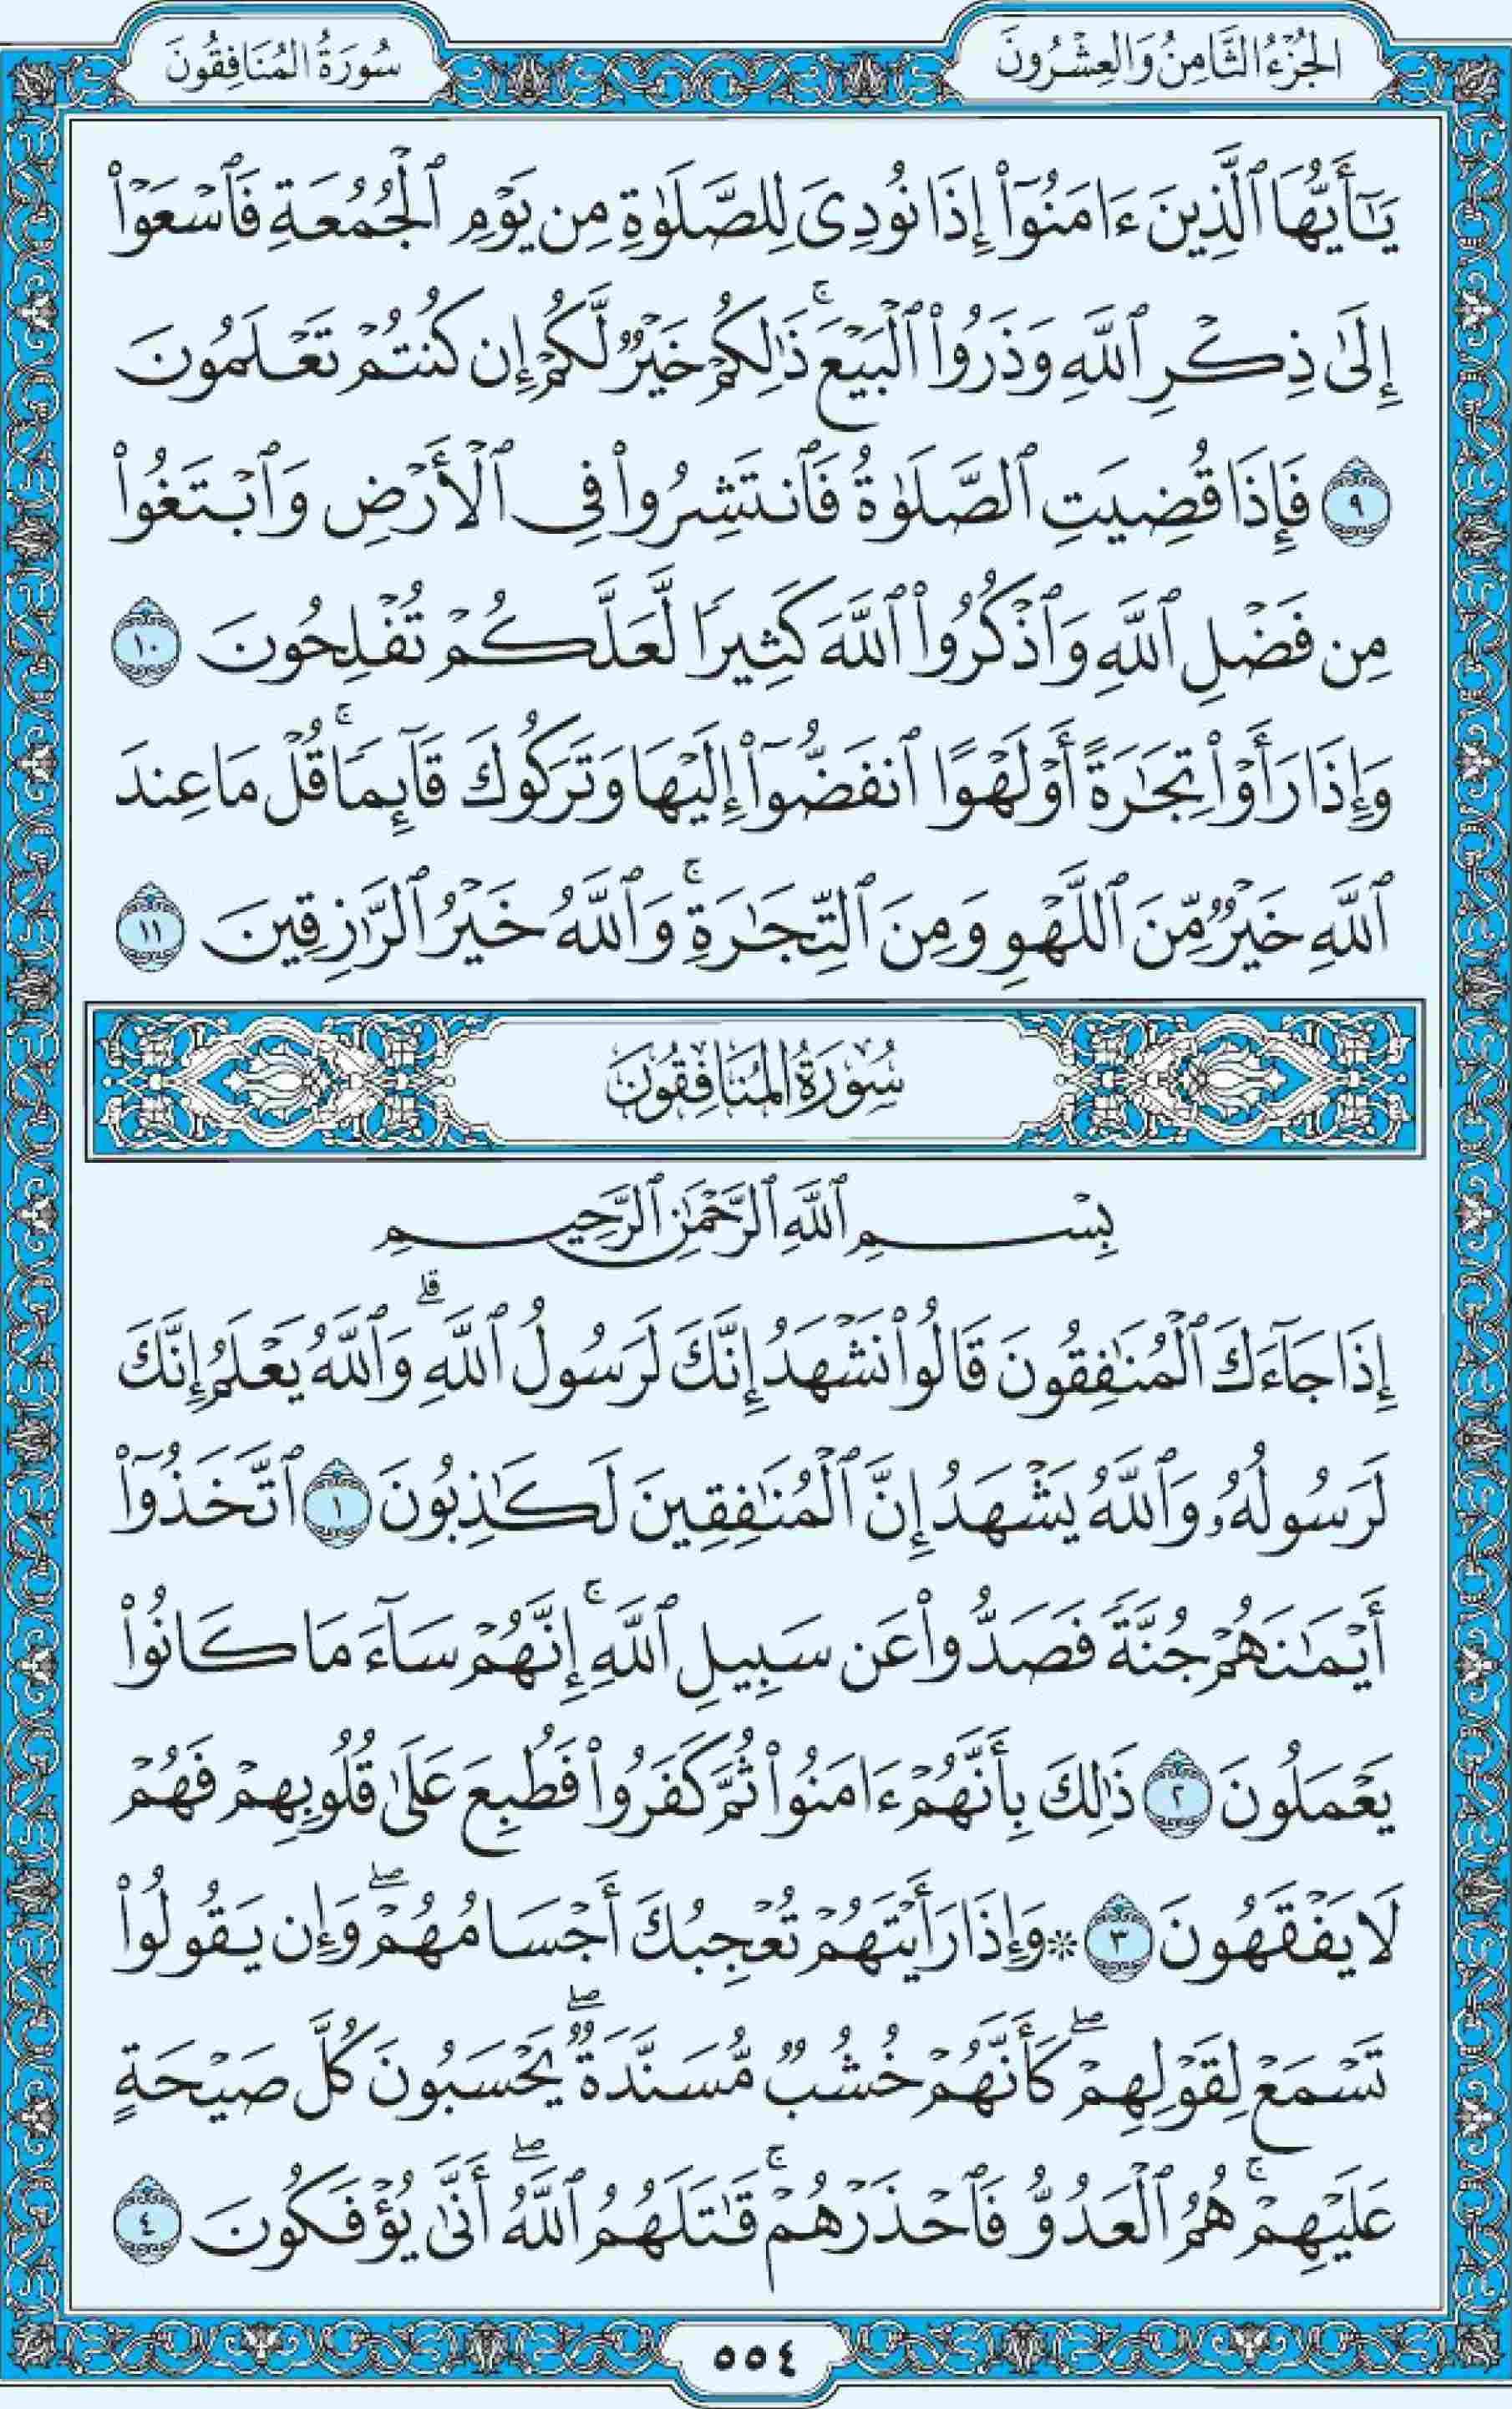 الجُزْءُ الثَّامِنُ وَالعِشْرُونَ
سُورَةُ المُنَافِقُونَ
يَٰٓأَيُّهَا ٱلَّذِينَ ءَامَنُوٓاْ إِذَا نُودِىَ لِلصَّلَوٰةِ مِن يَوْمِ ٱلْجُمُعَةِ فَٱسْعَوْاْ
إِلَىٰ ذِكْرِ ٱللَّهِ وَذَرُواْ ٱلْبَيْعَ ۚ ذَٰلِكُمْ خَيْرٌ لَّكُمْ إِن كُنتُمْ تَعْلَمُونَ
٩ فَإِذَا قُضِيَتِ ٱلصَّلَوٰةُ فَٱنتَشِرُواْ فِى ٱلْأَرْضِ وَٱبْتَغُواْ
مِن فَضْلِ ٱللَّهِ وَٱذْكُرُواْ ٱللَّهَ كَثِيرًا لَّعَلَّكُمْ تُفْلِحُونَ ١٠
وَإِذَا رَأَوْاْ تِجَٰرَةً أَوْ لَهْوًا ٱنفَضُّوٓاْ إِلَيْهَا وَتَرَكُوكَ قَآئِمًا ۚ قُلْ مَا عِندَ
ٱللَّهِ خَيْرٌ مِّنَ ٱللَّهْوِ وَمِنَ ٱلتِّجَٰرَةِ ۚ وَٱللَّهُ خَيْرُ ٱلرَّٰزِقِينَ ١١
سُورَةُ المُنَافِقُونَ
بِسْمِ ٱللَّهِ ٱلرَّحْمَٰنِ ٱلرَّحِيمِ
إِذَا جَآءَكَ ٱلْمُنَٰفِقُونَ قَالُواْ نَشْهَدُ إِنَّكَ لَرَسُولُ ٱللَّهِ ۗ وَٱللَّهُ يَعْلَمُ إِنَّكَ
لَرَسُولُهُۥ وَٱللَّهُ يَشْهَدُ إِنَّ ٱلْمُنَٰفِقِينَ لَكَٰذِبُونَ ١ ٱتَّخَذُوٓاْ
أَيْمَٰنَهُمْ جُنَّةً فَصَدُّواْ عَن سَبِيلِ ٱللَّهِ ۚ إِنَّهُمْ سَآءَ مَا كَانُواْ
يَعْمَلُونَ ٢ ذَٰلِكَ بِأَنَّهُمْ ءَامَنُواْ ثُمَّ كَفَرُواْ فَطُبِعَ عَلَىٰ قُلُوبِهِمْ فَهُمْ
لَا يَفْقَهُونَ ٣ * وَإِذَا رَأَيْتَهُمْ تُعْجِبُكَ أَجْسَامُهُمْ ۖ وَإِن يَقُولُواْ
تَسْمَعْ لِقَوْلِهِمْ ۖ كَأَنَّهُمْ خُشُبٌ مُّسَنَّدَةٌ ۖ يَحْسَبُونَ كُلَّ صَيْحَةٍ
عَلَيْهِمْ ۚ هُمُ ٱلْعَدُوُّ فَٱحْذَرْهُمْ ۚ قَٰتَلَهُمُ ٱللَّهُ ۖ أَنَّىٰ يُؤْفَكُونَ ٤
٥٥٤